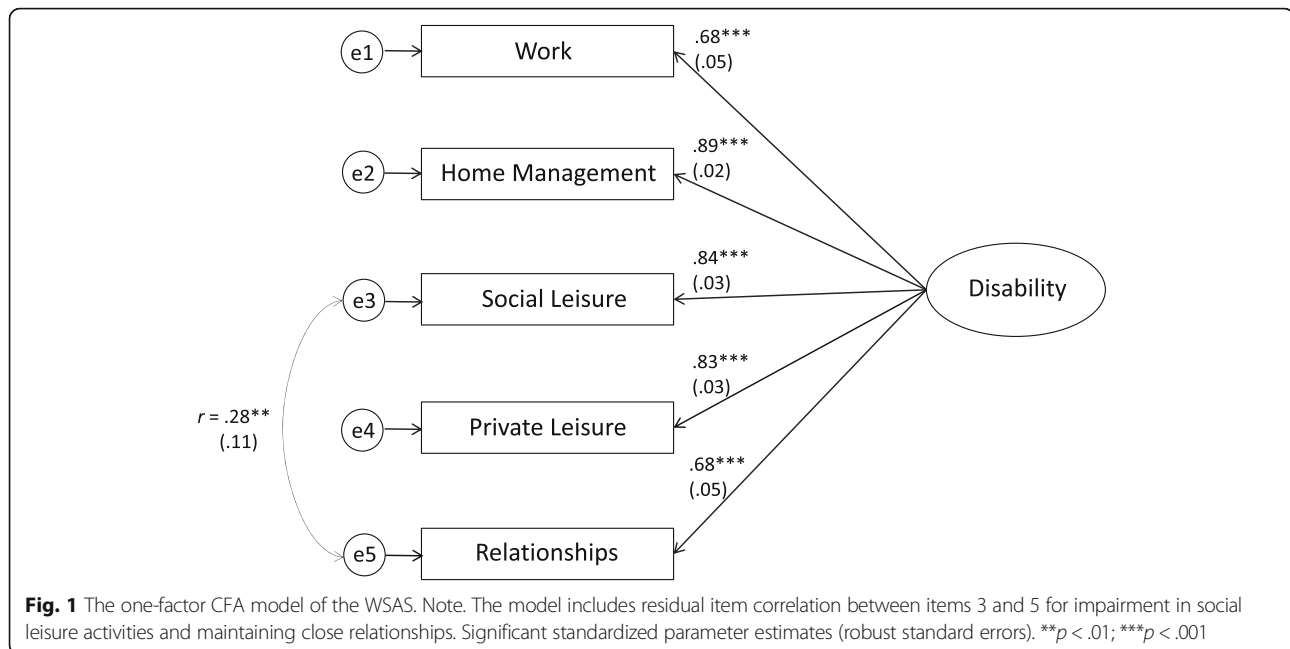 e1
Work
.68***
(.05)
e2
Home Management
.89***
(.02)
e3
Social Leisure
.84***
(.03)
Disability
e4
Private Leisure
.83***
(.03)
r = .28**
(.11)
e5
Relationships
.68***
(.05)
Fig. 1 The one-factor CFA model of the WSAS. Note. The model includes residual item correlation between items 3 and 5 for impairment in social
leisure activities and maintaining close relationships. Significant standardized parameter estimates (robust standard errors). **p < .01; ***p < .001